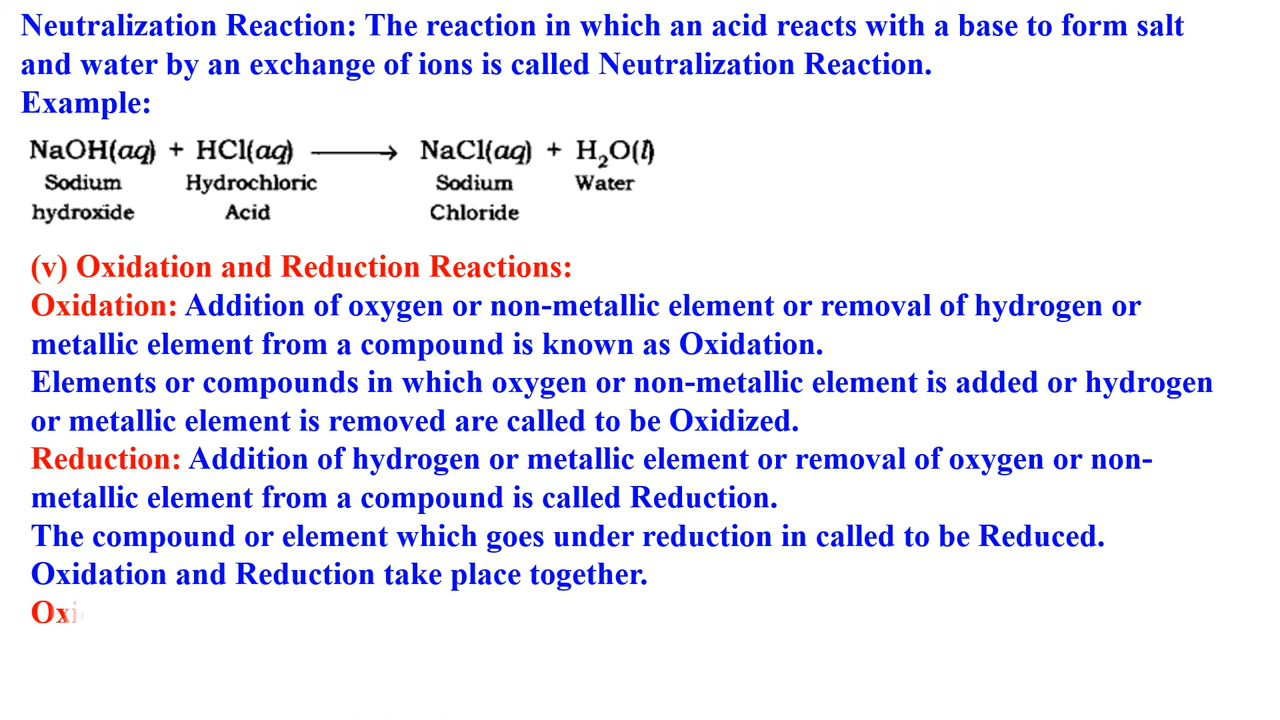 Neutralization Reaction: The reaction in which an acid reacts with a base to form salt
and water by an exchange of ions is called Neutralization Reaction.
Example:
NaOH(aq) + HCl(aq) ⟶ NaCl(aq) + H₂O(l)
Sodium Hydrochloric Sodium Water
hydroxide Acid Chloride
(v) Oxidation and Reduction Reactions:
Oxidation: Addition of oxygen or non-metallic element or removal of hydrogen or
metallic element from a compound is known as Oxidation.
Elements or compounds in which oxygen or non-metallic element is added or hydrogen
or metallic element is removed are called to be Oxidized.
Reduction: Addition of hydrogen or metallic element or removal of oxygen or non-
metallic element from a compound is called Reduction.
The compound or element which goes under reduction in called to be Reduced.
Oxidation and Reduction take place together.
Oxi